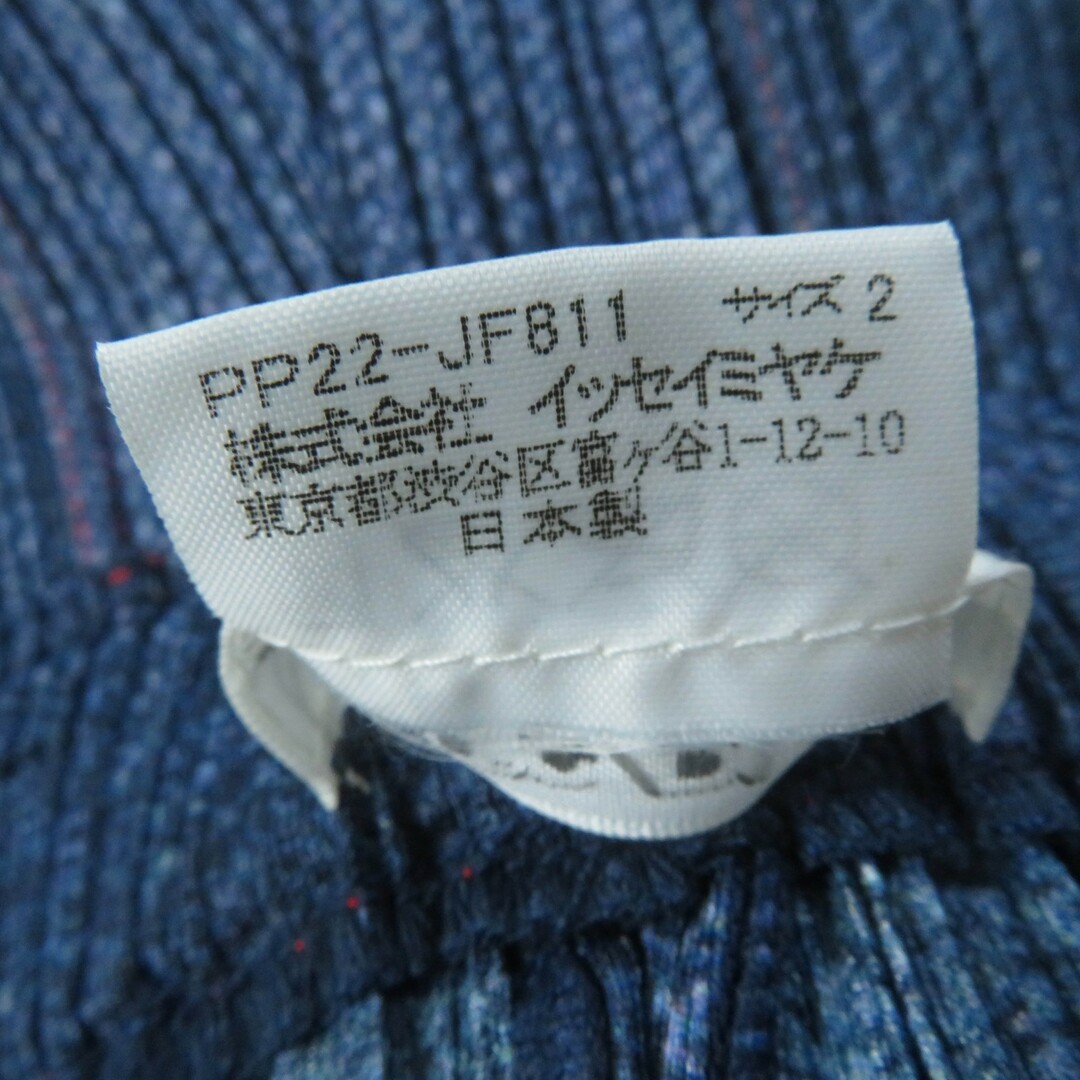 PP22-JF811 サイズ 2
株式会社 イッセイミヤケ
東京都渋谷区富ヶ谷1-12-10
日本製